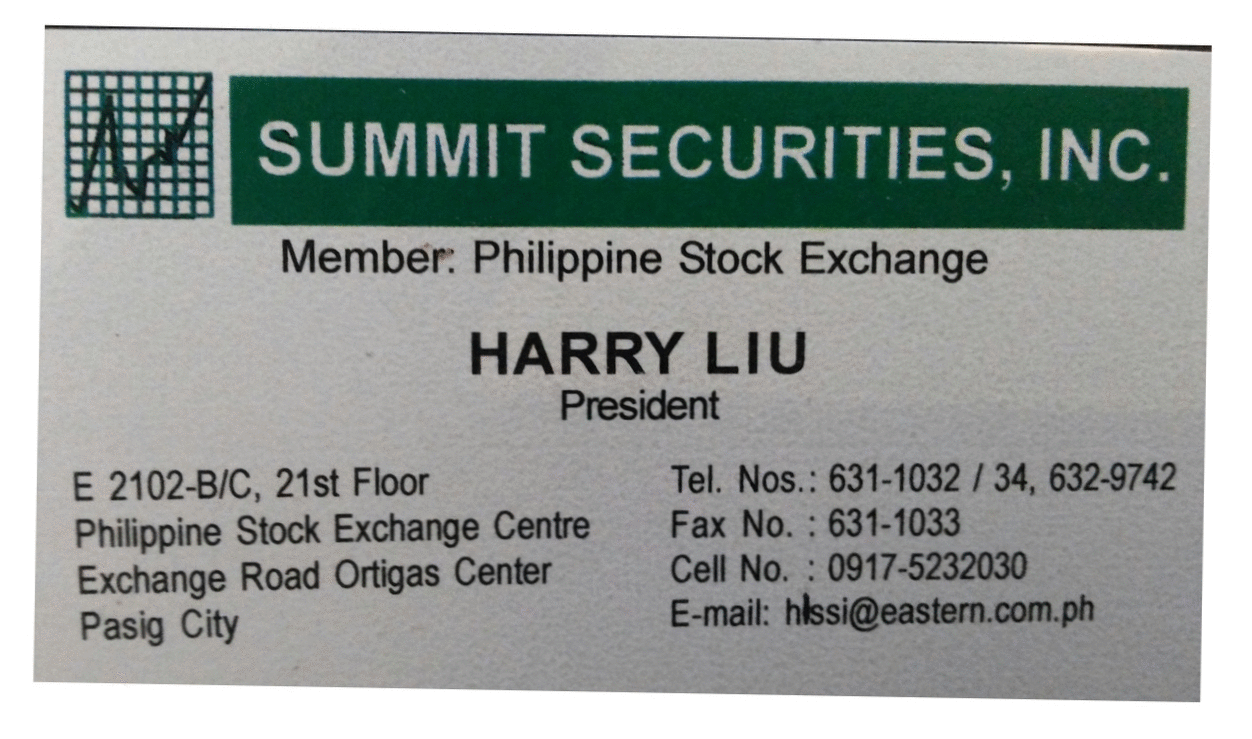 SUMMIT SECURITIES, INC.
Member: Philippine Stock Exchange
HARRY LIU
President
E 2102-B/C, 21st Floor
Philippine Stock Exchange Centre
Exchange Road Ortigas Center
Pasig City
Tel. Nos.: 631-1032 / 34, 632-9742
Fax No. : 631-1033
Cell No. : 0917-5232030
E-mail: hlssi@eastern.com.ph